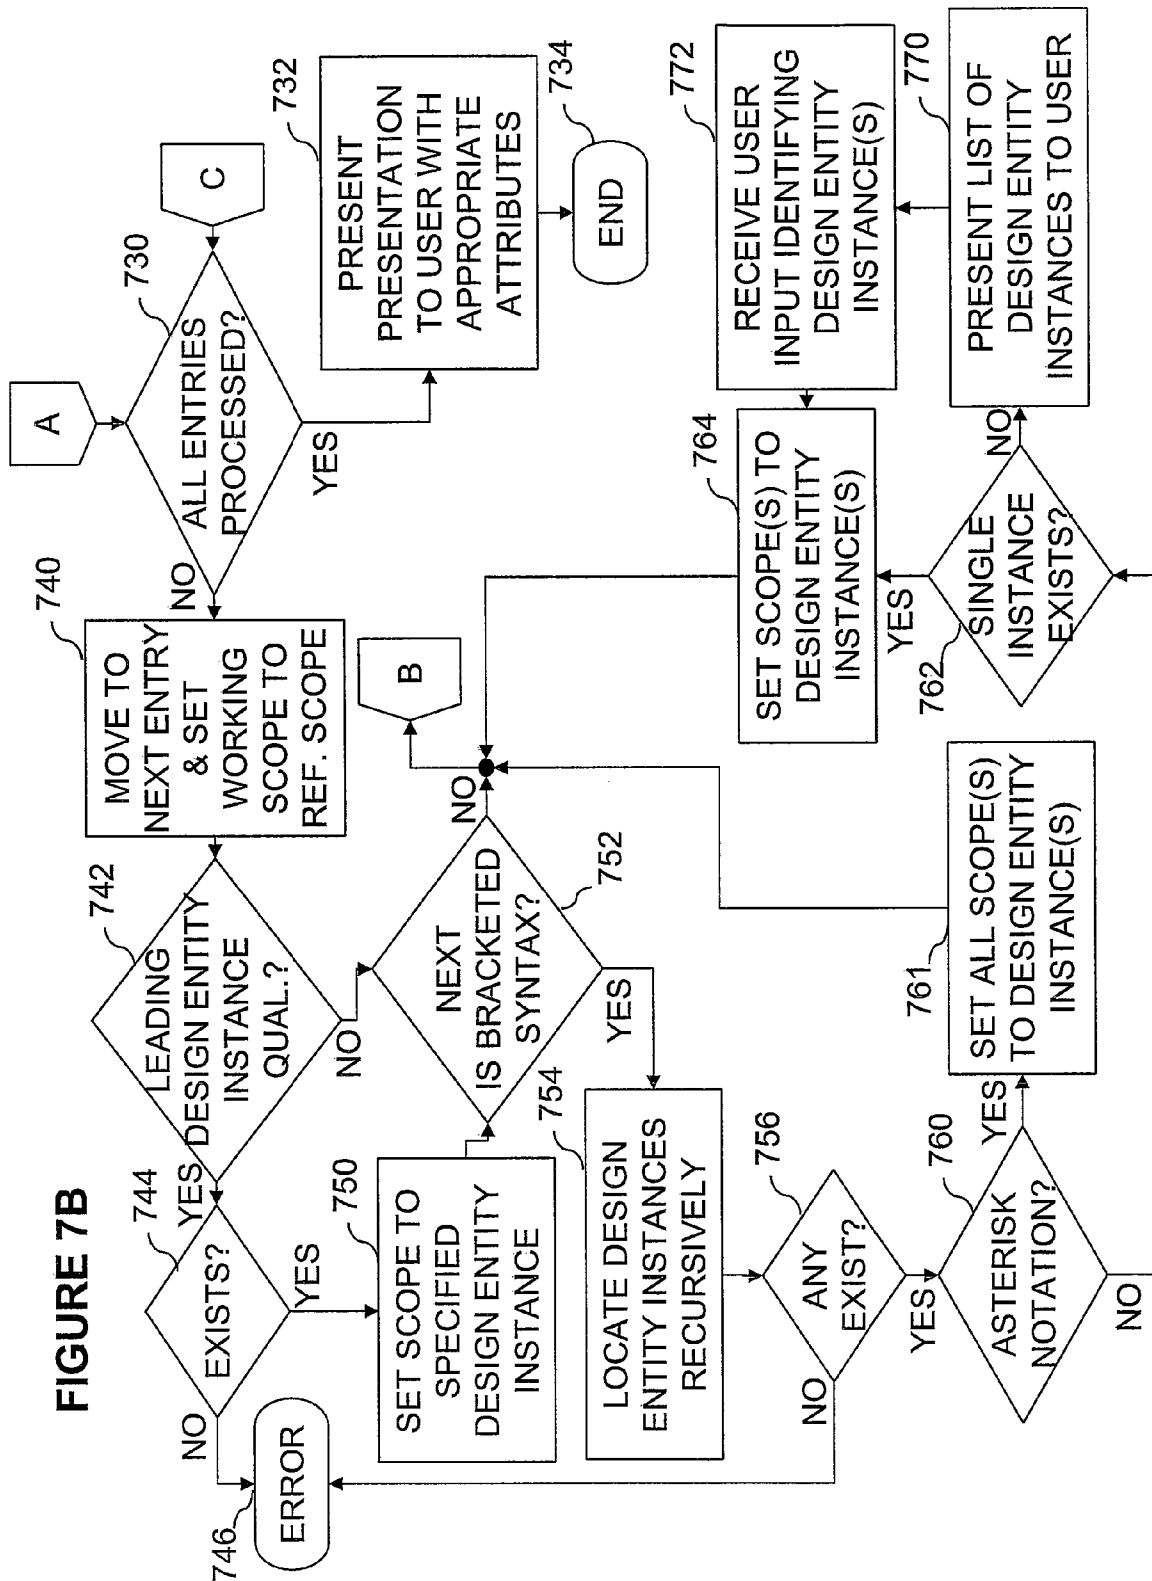 FIGURE 7B
A
C
730
ALL ENTRIES
PROCESSED?
YES
NO
732
PRESENT
PRESENTATION
TO USER WITH
APPROPRIATE
ATTRIBUTES
734
END
740
MOVE TO
NEXT ENTRY
& SET
WORKING
SCOPE TO
REF. SCOPE
742
LEADING
DESIGN ENTITY
INSTANCE
QUAL.?
YES
NO
744
EXISTS?
NO
YES
746
ERROR
750
SET SCOPE TO
SPECIFIED
DESIGN ENTITY
INSTANCE
752
NEXT
IS BRACKETED
SYNTAX?
NO
YES
B
754
LOCATE DESIGN
ENTITY INSTANCES
RECURSIVELY
756
ANY
EXIST?
NO
YES
760
ASTERISK
NOTATION?
YES
NO
761
SET ALL SCOPE(S)
TO DESIGN ENTITY
INSTANCE(S)
762
SINGLE
INSTANCE
EXISTS?
YES
NO
764
SET SCOPE(S) TO
DESIGN ENTITY
INSTANCE(S)
770
PRESENT LIST OF
DESIGN ENTITY
INSTANCES TO USER
772
RECEIVE USER
INPUT IDENTIFYING
DESIGN ENTITY
INSTANCE(S)